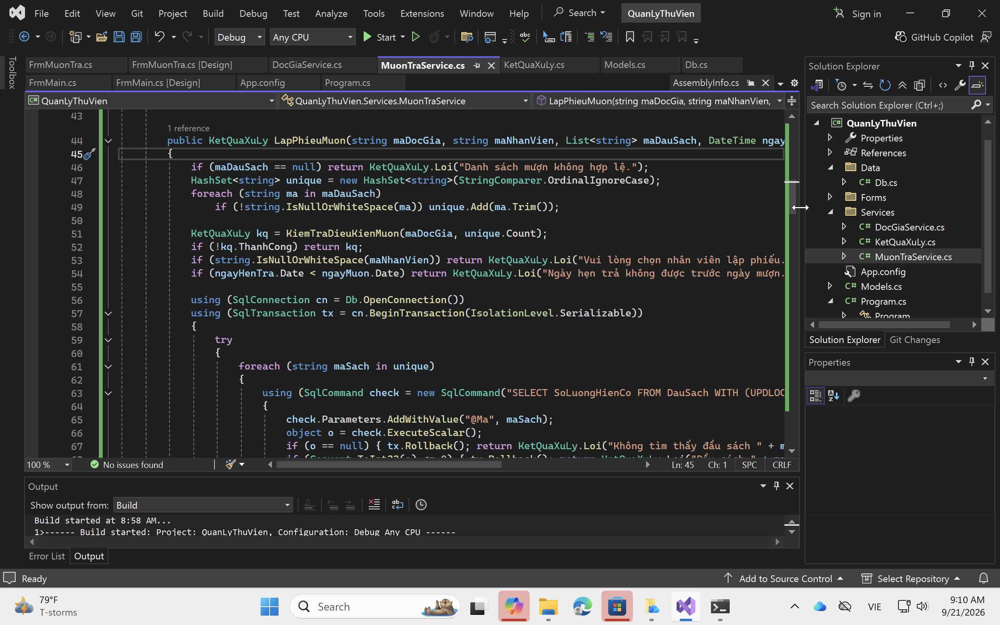 File Edit View Git Project Build Debug Test Analyze Tools Extensions Window Help Search QuanLyThuVien Sign in
Debug Any CPU Start GitHub Copilot
Toolbox
FrmMuonTra.cs FrmMuonTra.cs [Design] DocGiaService.cs MuonTraService.cs KetQuaXuLy.cs Models.cs Db.cs
FrmMain.cs FrmMain.cs [Design] App.config Program.cs AssemblyInfo.cs
QuanLyThuVien QuanLyThuVien.Services.MuonTraService LapPhieuMuon(string maDocGia, string maNhanVien,
43
1 reference
44 public KetQuaXuLy LapPhieuMuon(string maDocGia, string maNhanVien, List<string> maDauSach, DateTime ngay
45 {
46 if (maDauSach == null) return KetQuaXuLy.Loi("Danh sách mượn không hợp lệ.");
47 HashSet<string> unique = new HashSet<string>(StringComparer.OrdinalIgnoreCase);
48 foreach (string ma in maDauSach)
49 if (!string.IsNullOrWhiteSpace(ma)) unique.Add(ma.Trim());
50
51 KetQuaXuLy kq = KiemTraDieuKienMuon(maDocGia, unique.Count);
52 if (!kq.ThanhCong) return kq;
53 if (string.IsNullOrWhiteSpace(maNhanVien)) return KetQuaXuLy.Loi("Vui lòng chọn nhân viên lập phiếu.
54 if (ngayHenTra.Date < ngayMuon.Date) return KetQuaXuLy.Loi("Ngày hẹn trả không được trước ngày mượn.
55
56 using (SqlConnection cn = Db.OpenConnection())
57 using (SqlTransaction tx = cn.BeginTransaction(IsolationLevel.Serializable))
58 {
59 try
60 {
61 foreach (string maSach in unique)
62 {
63 using (SqlCommand check = new SqlCommand("SELECT SoLuongHienCo FROM DauSach WITH (UPDLOC
64 {
65 check.Parameters.AddWithValue("@Ma", maSach);
66 object o = check.ExecuteScalar();
67 if (o == null) { tx.Rollback(); return KetQuaXuLy.Loi("Không tìm thấy đầu sách " + m
100 % No issues found Ln: 45 Ch: 1 SPC CRLF
Output
Show output from: Build
Build started at 8:58 AM...
1>------ Build started: Project: QuanLyThuVien, Configuration: Debug Any CPU ------
Error List Output
Solution Explorer
Search Solution Explorer (Ctrl+;)
C# QuanLyThuVien
Properties
References
Data
C# Db.cs
Forms
Services
C# DocGiaService.cs
C# KetQuaXuLy.cs
C# MuonTraService.cs
App.config
C# Models.cs
C# Program.cs
Program
Solution Explorer Git Changes
Properties
Ready Add to Source Control Select Repository
79°F
T-storms
Search
VIE
9:10 AM
9/21/2026